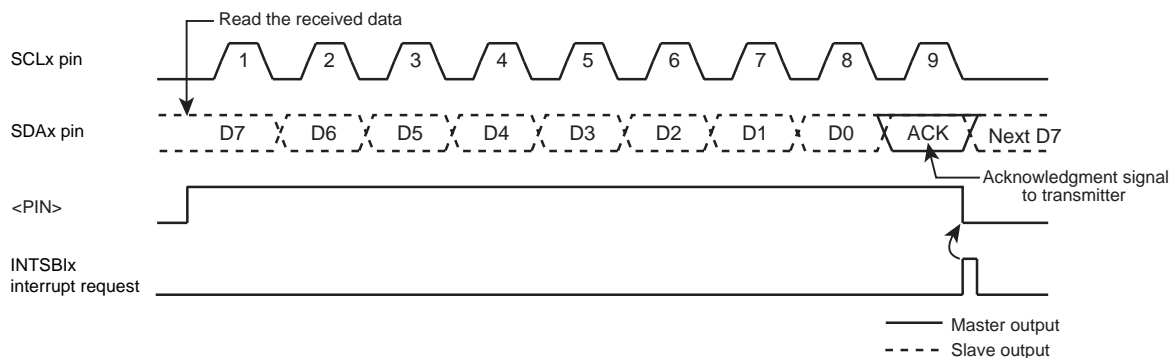 Read the received data
SCLx pin
1 2 3 4 5 6 7 8 9
SDAx pin
D7 D6 D5 D4 D3 D2 D1 D0 ACK Next D7
Acknowledgment signal
to transmitter
<PIN>
INTSBIx
interrupt request
Master output
Slave output